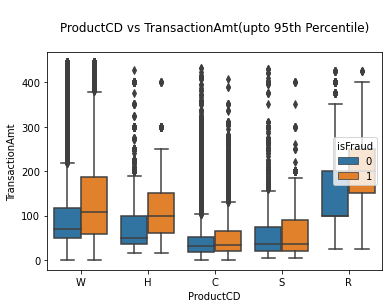 ProductCD vs TransactionAmt(upto 95th Percentile)
TransactionAmt
400
300
200
100
0
isFraud
0
1
W H C S R
ProductCD